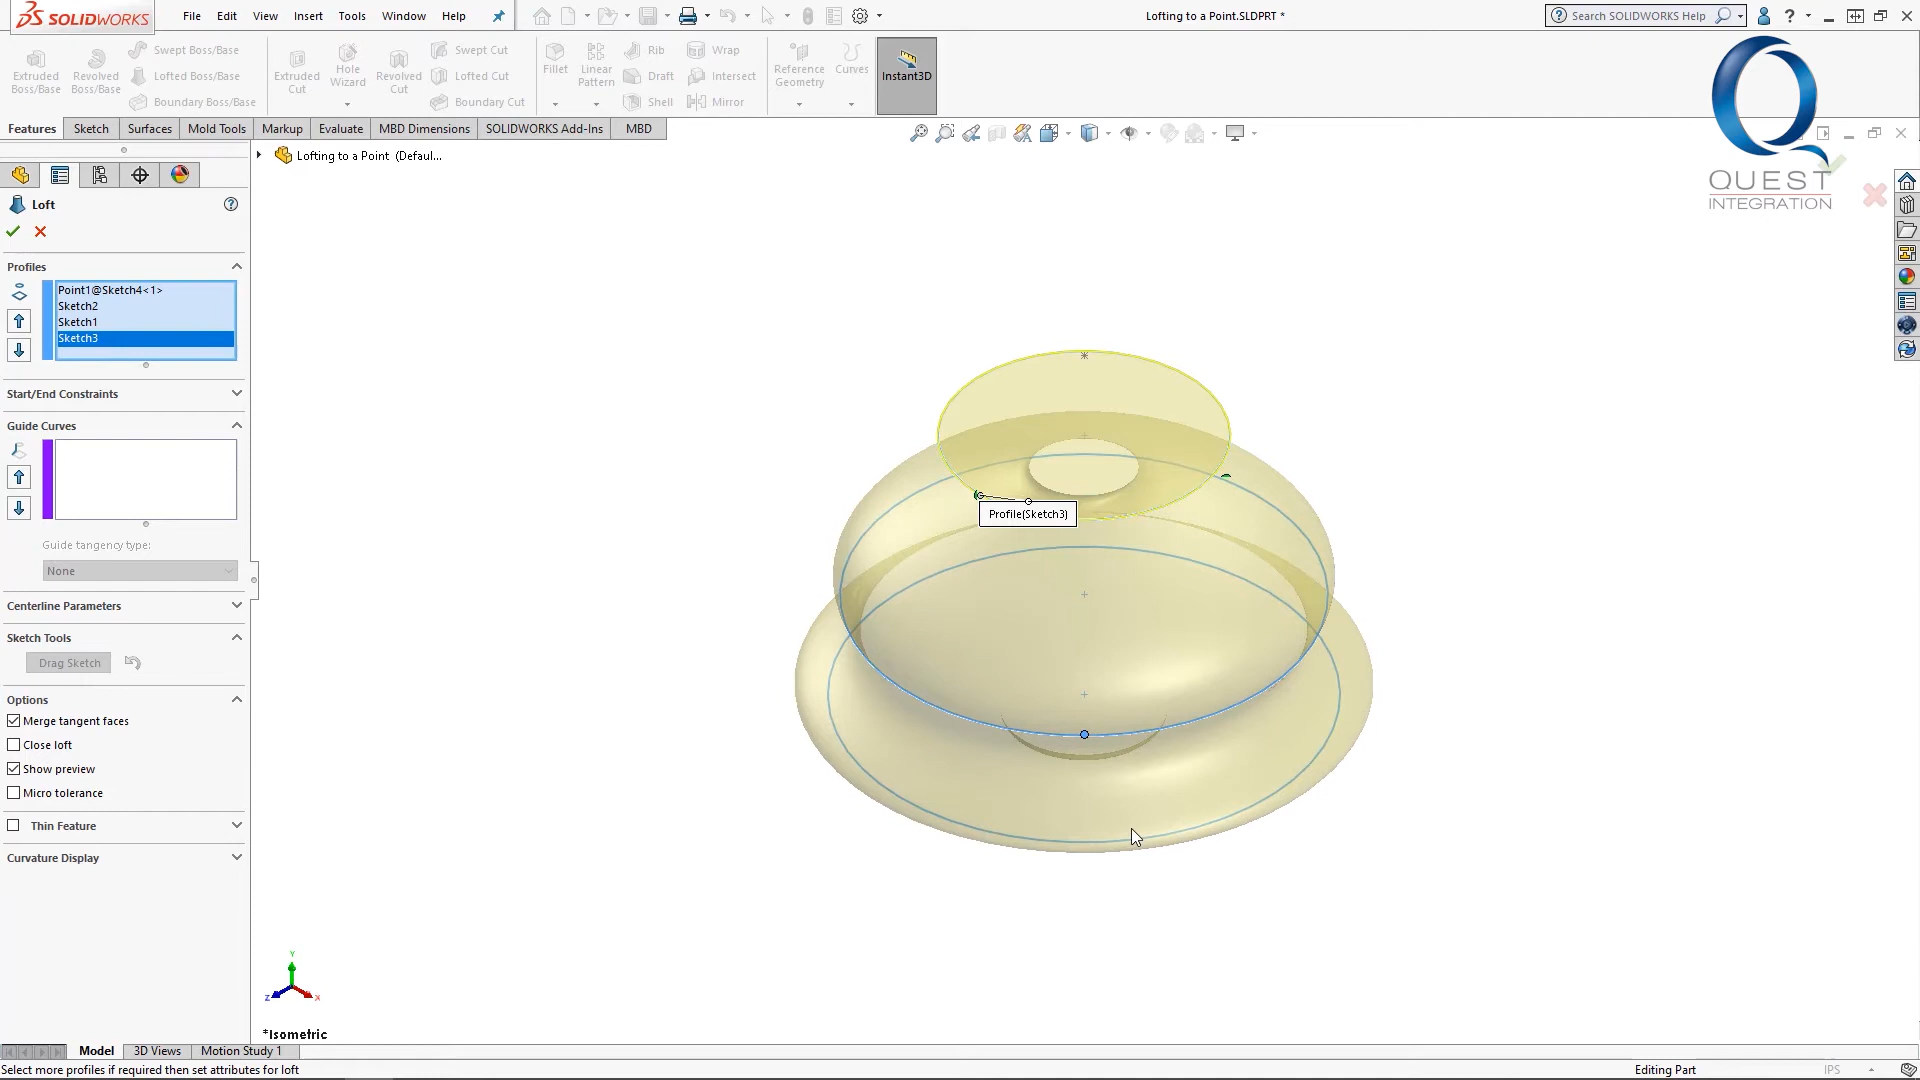 SOLIDWORKS
File Edit View Insert Tools Window Help
Lofting to a Point.SLDPRT *
Search SOLIDWORKS Help
Extruded Boss/Base
Revolved Boss/Base
Swept Boss/Base
Lofted Boss/Base
Boundary Boss/Base
Extruded Cut
Hole Wizard
Revolved Cut
Swept Cut
Lofted Cut
Boundary Cut
Fillet
Linear Pattern
Rib
Draft
Shell
Wrap
Intersect
Mirror
Reference Geometry
Curves
Instant3D
Features Sketch Surfaces Mold Tools Markup Evaluate MBD Dimensions SOLIDWORKS Add-Ins MBD
Lofting to a Point (Defaul...
QUEST
INTEGRATION
Loft
Profiles
Point1@Sketch4<1>
Sketch2
Sketch1
Sketch3
Start/End Constraints
Guide Curves
Guide tangency type:
None
Centerline Parameters
Sketch Tools
Drag Sketch
Options
Merge tangent faces
Close loft
Show preview
Micro tolerance
Thin Feature
Curvature Display
Profile(Sketch3)
Y
Z
X
*Isometric
Model 3D Views Motion Study 1
Select more profiles if required then set attributes for loft
Editing Part
IPS